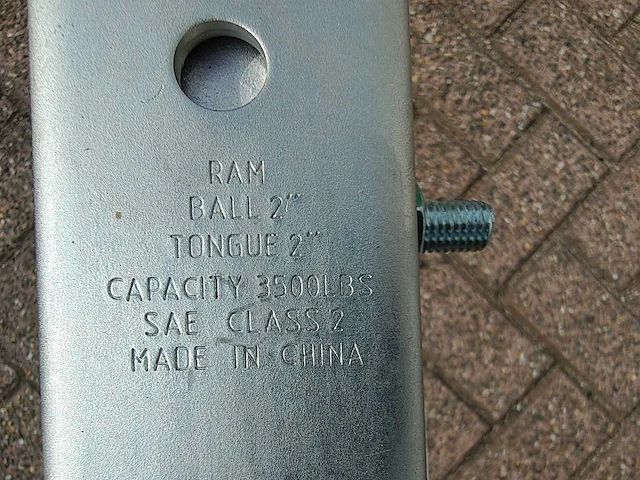 RAM
BALL 2"
TONGUE 2"
CAPACITY 3500LBS
SAE CLASS 2
MADE IN CHINA